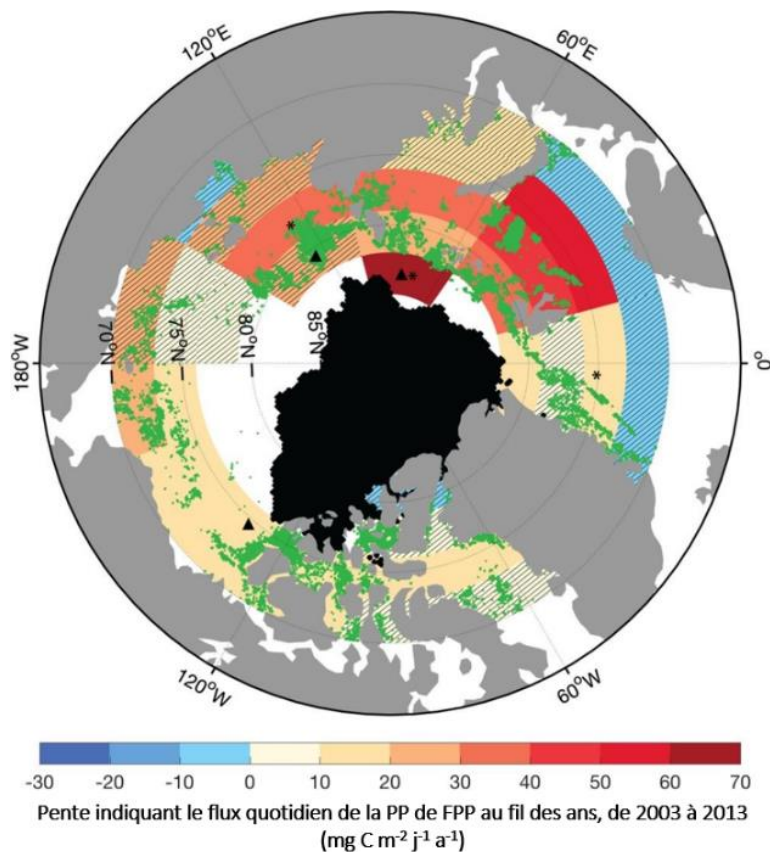 120°E
60°E
180°W
70°N
75°N
80°N
85°N
0°
120°W
60°W
-30 -20 -10 0 10 20 30 40 50 60 70
Pente indiquant le flux quotidien de la PP de FPP au fil des ans, de 2003 à 2013
(mg C m⁻² j⁻¹ a⁻¹)